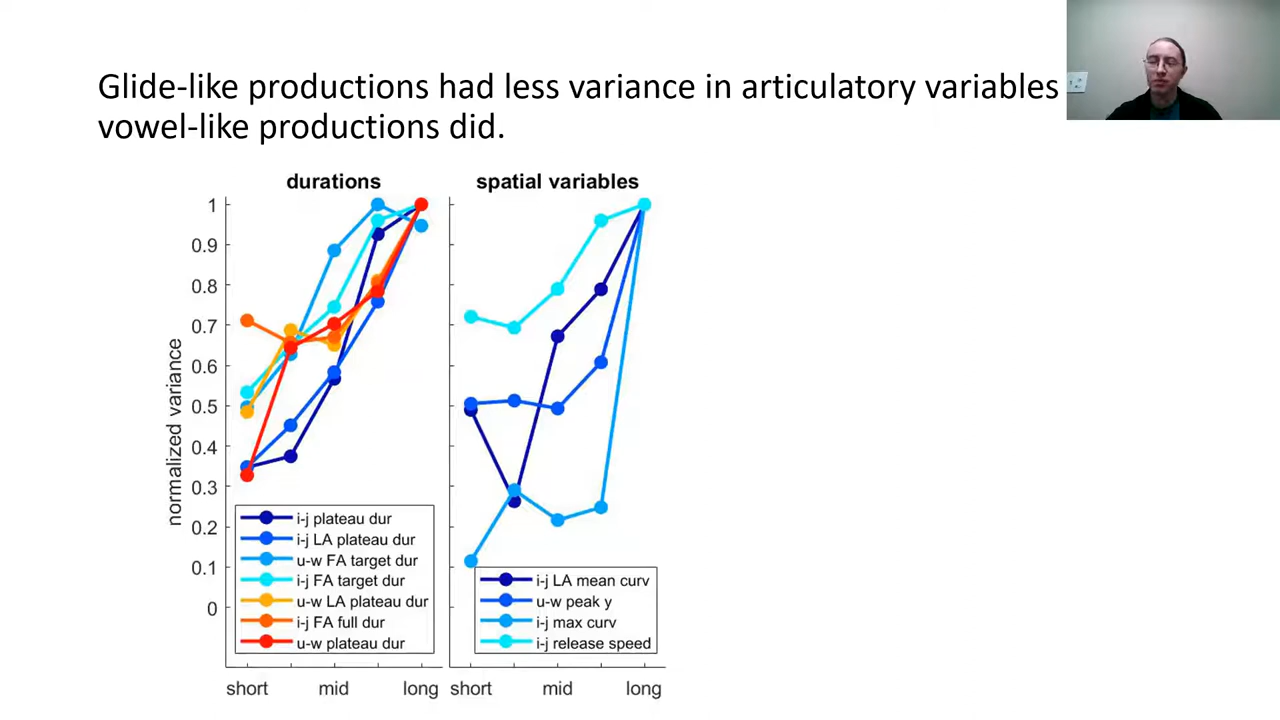 Glide-like productions had less variance in articulatory variables
vowel-like productions did.
durations
spatial variables
normalized variance
1
0.9
0.8
0.7
0.6
0.5
0.4
0.3
0.2
0.1
0
i-j plateau dur
i-j LA plateau dur
u-w FA target dur
i-j FA target dur
u-w LA plateau dur
i-j FA full dur
u-w plateau dur
i-j LA mean curv
u-w peak y
i-j max curv
i-j release speed
short mid long
short mid long